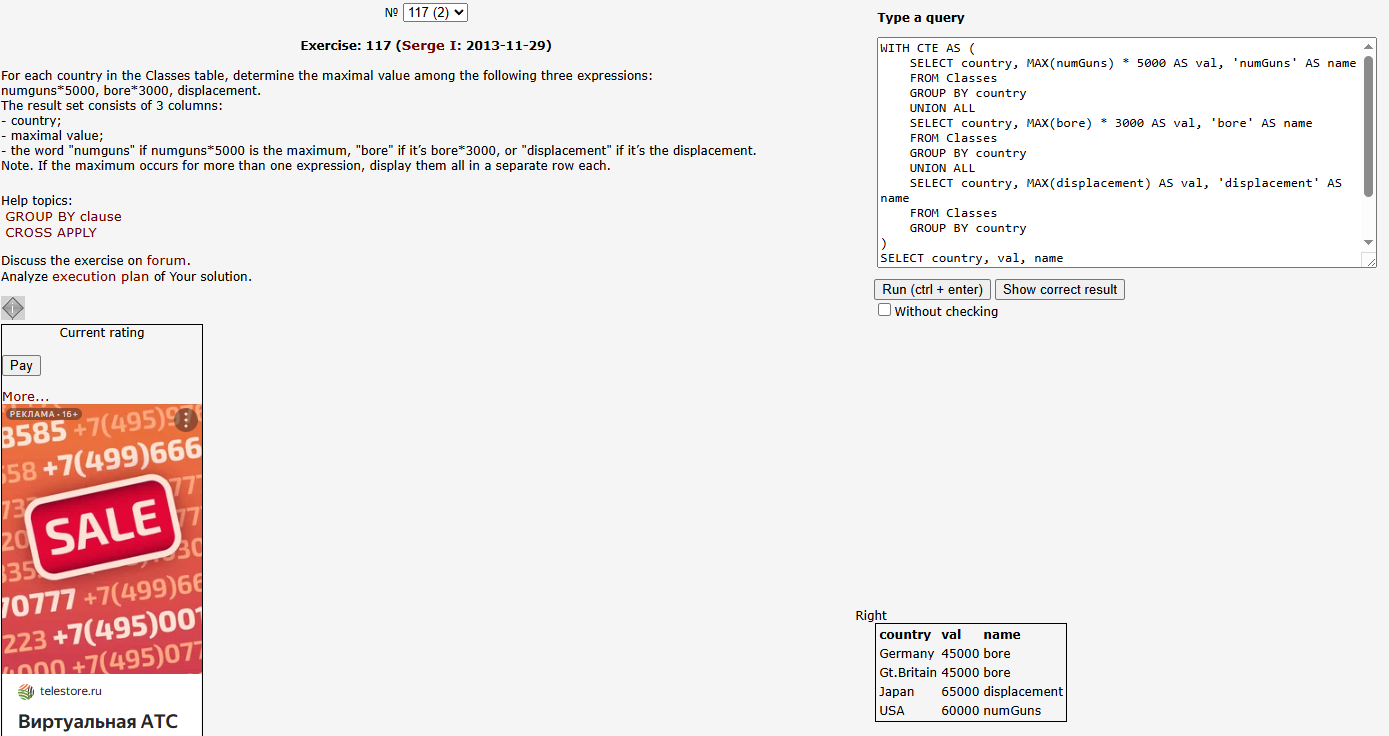 № 117 (2)
Exercise: 117 (Serge I: 2013-11-29)
For each country in the Classes table, determine the maximal value among the following three expressions:
numguns*5000, bore*3000, displacement.
The result set consists of 3 columns:
- country;
- maximal value;
- the word "numguns" if numguns*5000 is the maximum, "bore" if it’s bore*3000, or "displacement" if it’s the displacement.
Note. If the maximum occurs for more than one expression, display them all in a separate row each.
Help topics:
GROUP BY clause
CROSS APPLY
Discuss the exercise on forum.
Analyze execution plan of Your solution.
Current rating
Pay
More...
РЕКЛАМА • 16+
8585 +7(495)976
658 +7(499)666
SALE
70777 +7(499)66
223 +7(495)001
4000 +7(495)077
telestore.ru
Виртуальная АТС
Type a query
WITH CTE AS (
SELECT country, MAX(numGuns) * 5000 AS val, 'numGuns' AS name
FROM Classes
GROUP BY country
UNION ALL
SELECT country, MAX(bore) * 3000 AS val, 'bore' AS name
FROM Classes
GROUP BY country
UNION ALL
SELECT country, MAX(displacement) AS val, 'displacement' AS
name
FROM Classes
GROUP BY country
)
SELECT country, val, name
Run (ctrl + enter) Show correct result
Without checking
Right
country val name
Germany 45000 bore
Gt.Britain 45000 bore
Japan 65000 displacement
USA 60000 numGuns